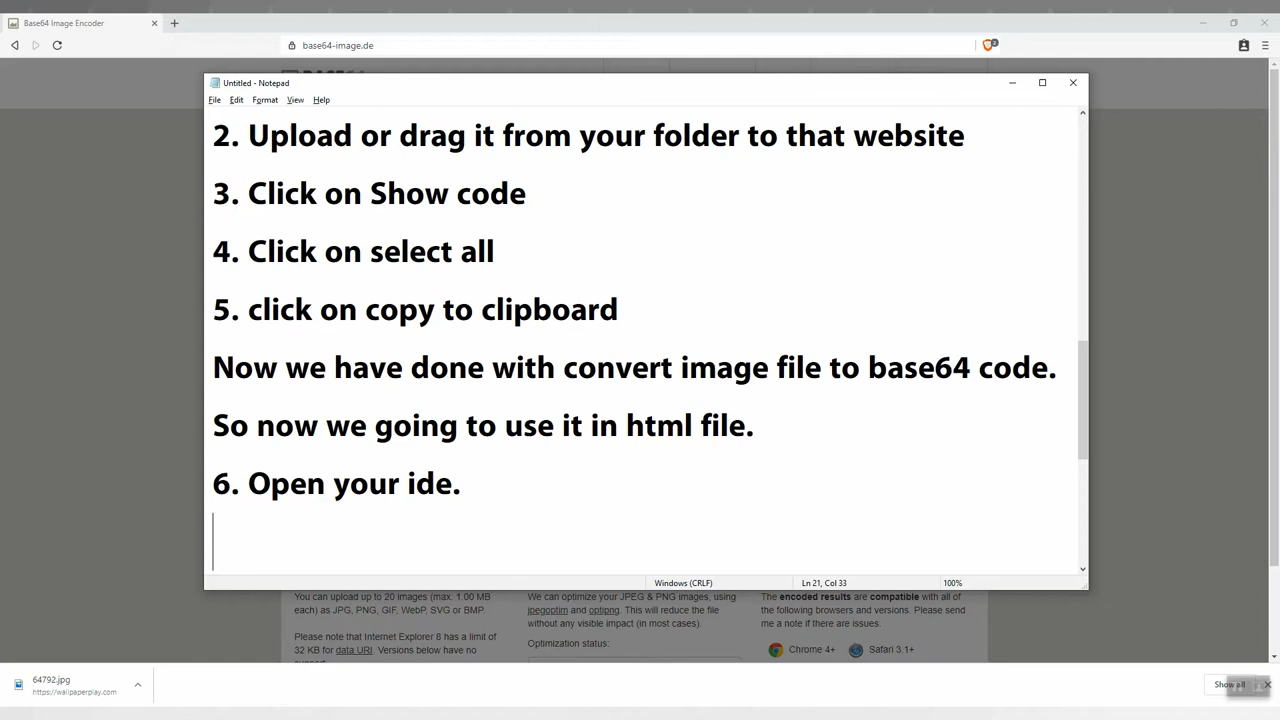 Base64 Image Encoder
base64-image.de
Untitled - Notepad
File Edit Format View Help
2. Upload or drag it from your folder to that website
3. Click on Show code
4. Click on select all
5. click on copy to clipboard
Now we have done with convert image file to base64 code.
So now we going to use it in html file.
6. Open your ide.
Windows (CRLF) Ln 21, Col 33 100%
You can upload up to 20 images (max. 1.00 MB
each) as JPG, PNG, GIF, WebP, SVG or BMP.
Please note that Internet Explorer 8 has a limit of
32 KB for data URI. Versions below have no
We can optimize your JPEG & PNG images, using
jpegoptim and optipng. This will reduce the file
without any visible impact (in most cases).
Optimization status:
The encoded results are compatible with all of
the following browsers and versions. Please send
me a note if there are issues.
Chrome 4+ Safari 3.1+
64792.jpg
https://wallpaperplay.com
Show all